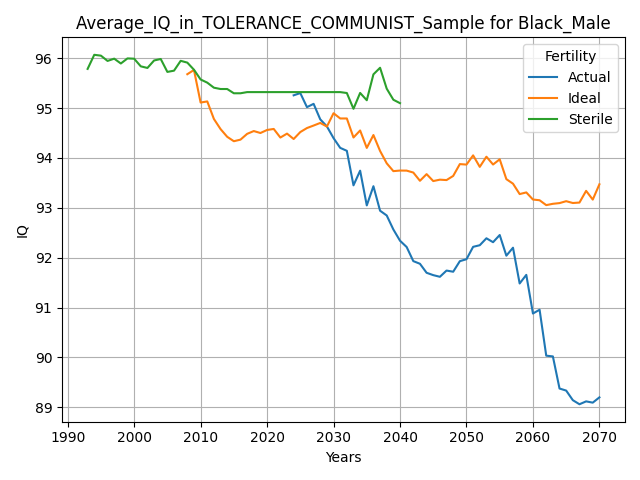 Average_IQ_in_TOLERANCE_COMMUNIST_Sample for Black_Male
Fertility
Actual
Ideal
Sterile
96
95
94
93
92
91
90
89
IQ
1990 2000 2010 2020 2030 2040 2050 2060 2070
Years